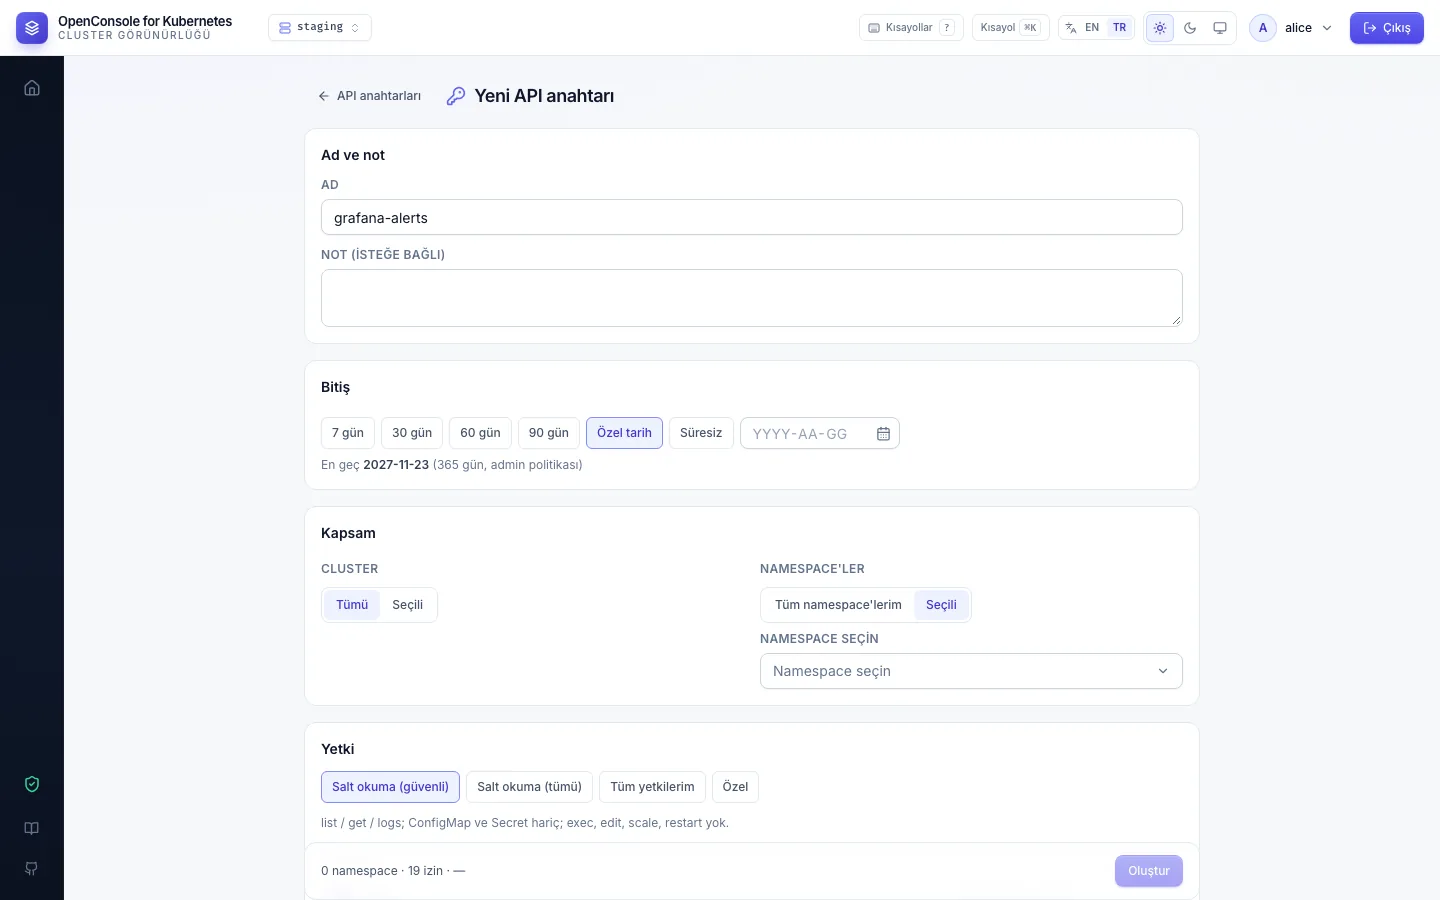 OpenConsole for Kubernetes
CLUSTER GÖRÜNÜRLÜĞÜ
staging
Kısayollar ?
Kısayol ⌘K
EN TR
A alice
Çıkış
API anahtarları
Yeni API anahtarı
Ad ve not
AD
grafana-alerts
NOT (İSTEĞE BAĞLI)
Bitiş
7 gün 30 gün 60 gün 90 gün Özel tarih Süresiz YYYY-AA-GG
En geç 2027-11-23 (365 gün, admin politikası)
Kapsam
CLUSTER
Tümü Seçili
NAMESPACE'LER
Tüm namespace'lerim Seçili
NAMESPACE SEÇİN
Namespace seçin
Yetki
Salt okuma (güvenli) Salt okuma (tümü) Tüm yetkilerim Özel
list / get / logs; ConfigMap ve Secret hariç; exec, edit, scale, restart yok.
0 namespace · 19 izin · —
Oluştur